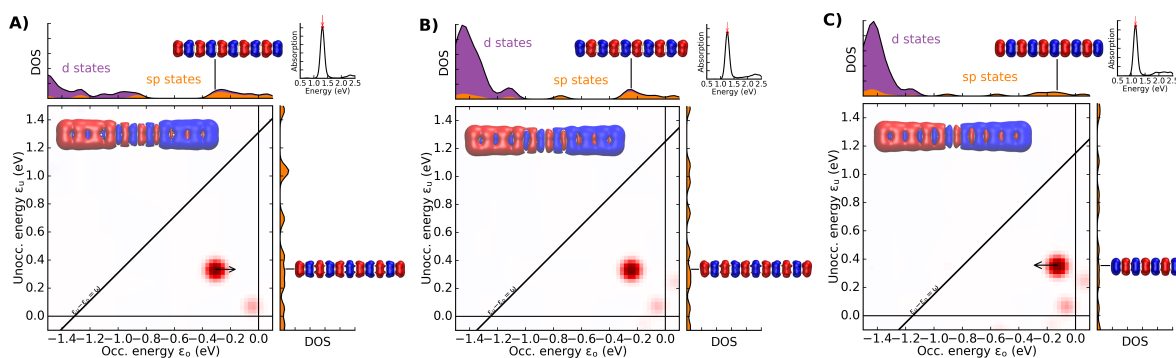 A)
DOS
d states
sp states
Absorption
0.5 1.0 1.5 2.0 2.5
Energy (eV)
Unocc. energy εu (eV)
1.4
1.2
1.0
0.8
0.6
0.4
0.2
0.0
εu−εo = ω
−1.4 −1.2 −1.0 −0.8 −0.6 −0.4 −0.2 0.0
Occ. energy εo (eV)
DOS
B)
DOS
d states
sp states
Absorption
0.5 1.0 1.5 2.0 2.5
Energy (eV)
Unocc. energy εu (eV)
1.4
1.2
1.0
0.8
0.6
0.4
0.2
0.0
εu−εo = ω
−1.4 −1.2 −1.0 −0.8 −0.6 −0.4 −0.2 0.0
Occ. energy εo (eV)
DOS
C)
DOS
d states
sp states
Absorption
0.5 1.0 1.5 2.0 2.5
Energy (eV)
Unocc. energy εu (eV)
1.4
1.2
1.0
0.8
0.6
0.4
0.2
0.0
εu−εo = ω
−1.4 −1.2 −1.0 −0.8 −0.6 −0.4 −0.2 0.0
Occ. energy εo (eV)
DOS